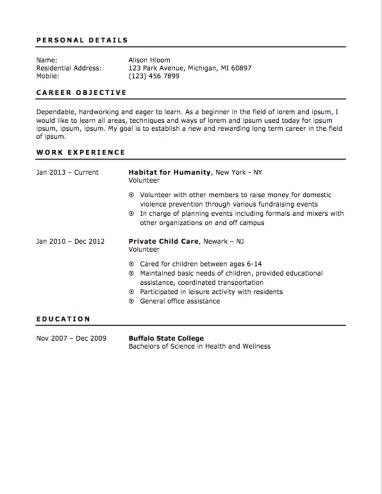 PERSONAL DETAILS
Name: Alison Hloom
Residential Address: 123 Park Avenue, Michigan, MI 60897
Mobile: (123) 456 7899
CAREER OBJECTIVE
Dependable, hardworking and eager to learn. As a beginner in the field of lorem and ipsum, I
would like to learn all areas, techniques and ways of lorem and ipsum used today for ipsum
ipsum, ipsum, ipsum. My goal is to establish a new and rewarding long term career in the field
of ipsum.
WORK EXPERIENCE
Jan 2013 – Current Habitat for Humanity, New York - NY
Volunteer
Volunteer with other members to raise money for domestic
violence prevention through various fundraising events
In charge of planning events including formals and mixers with
other organizations on and off campus
Jan 2010 – Dec 2012 Private Child Care, Newark – NJ
Volunteer
Cared for children between ages 6-14
Maintained basic needs of children, provided educational
assistance, coordinated transportation
Participated in leisure activity with residents
General office assistance
EDUCATION
Nov 2007 – Dec 2009 Buffalo State College
Bachelors of Science in Health and Wellness